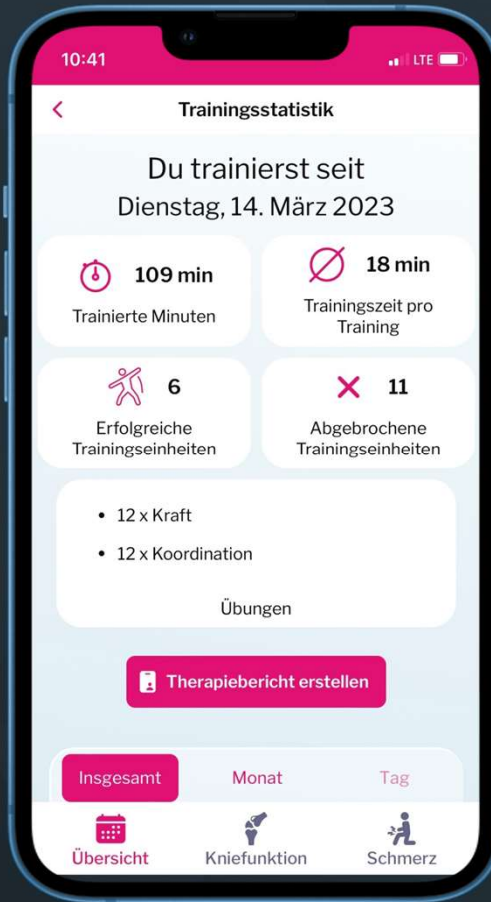 10:41
LTE
Trainingsstatistik
Du trainierst seit
Dienstag, 14. März 2023
109 min
Trainierte Minuten
18 min
Trainingszeit pro
Training
6
Erfolgreiche
Trainingseinheiten
11
Abgebrochene
Trainingseinheiten
• 12 x Kraft
• 12 x Koordination
Übungen
Therapiebericht erstellen
Insgesamt
Monat
Tag
Übersicht
Kniefunktion
Schmerz